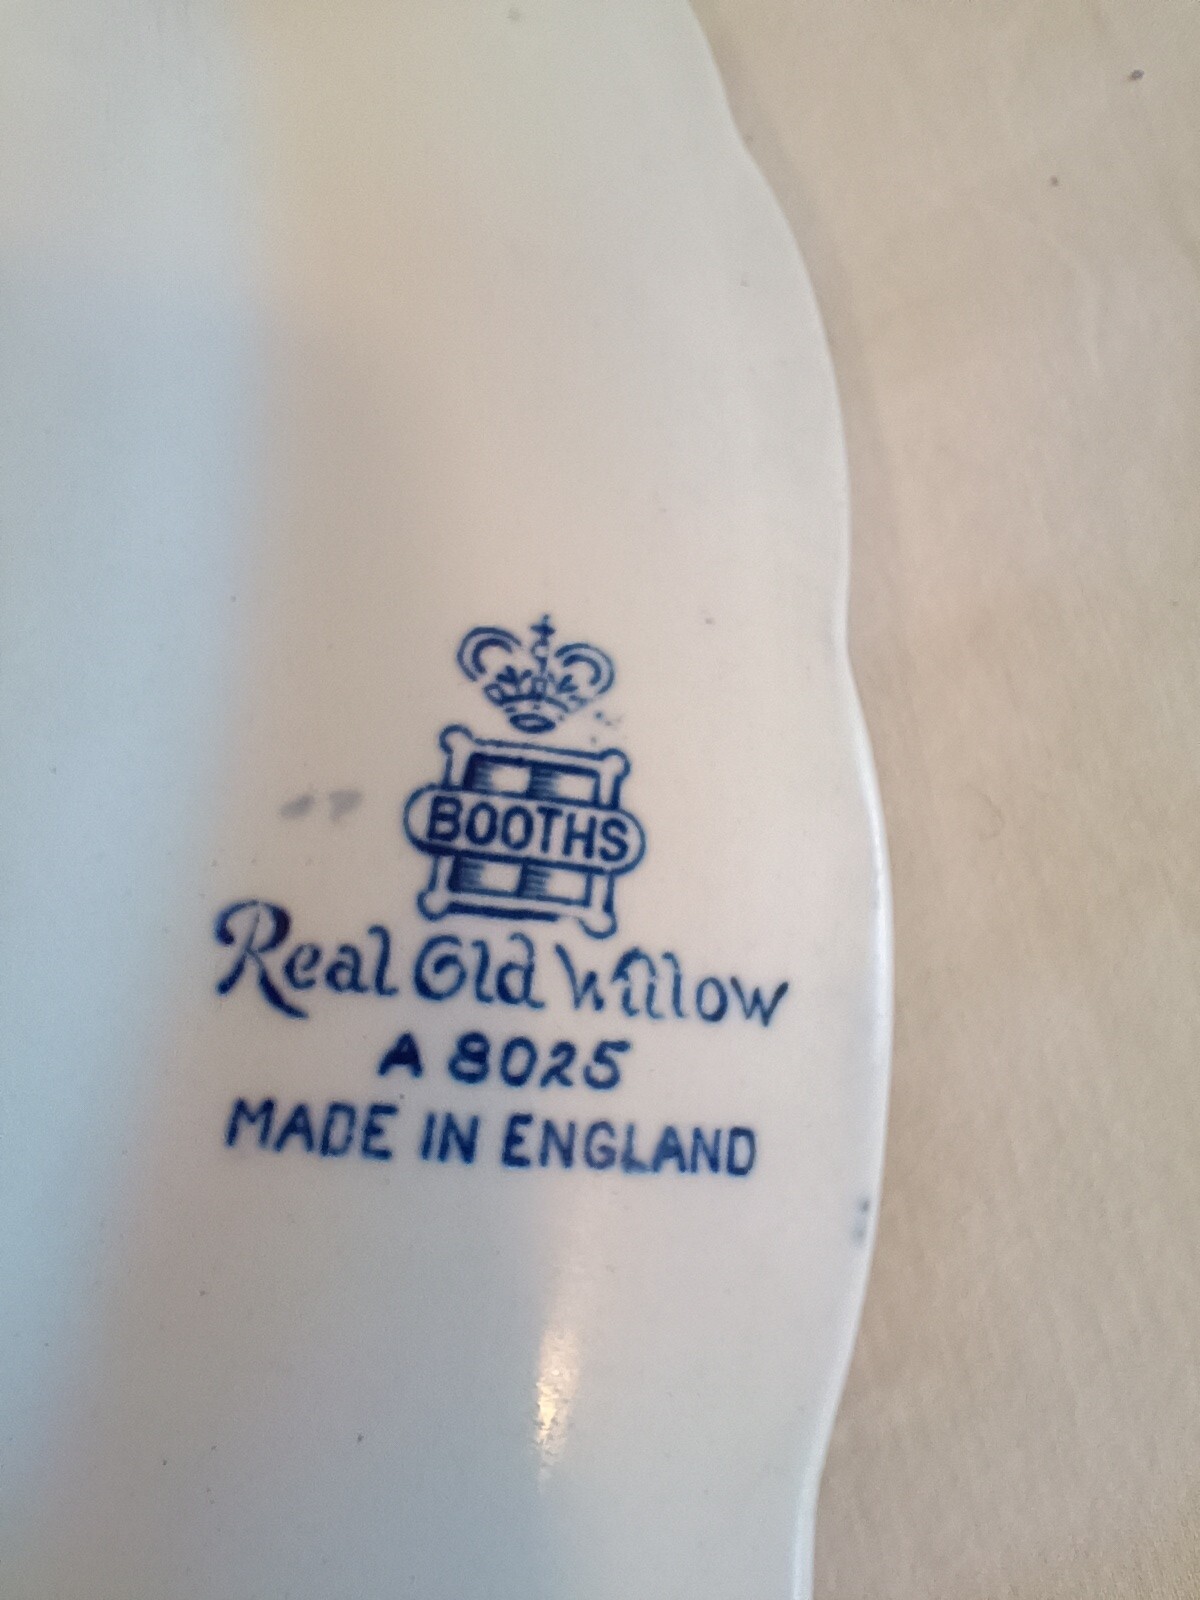 BOOTHS
Real Old Willow
A 8025
MADE IN ENGLAND